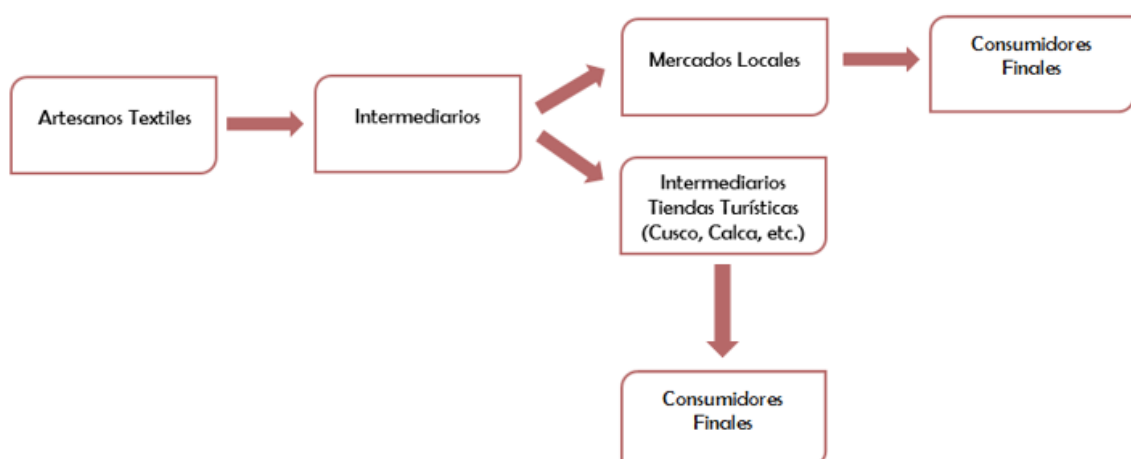 Artesanos Textiles
Intermediarios
Mercados Locales
Consumidores
Finales
Intermediarios
Tiendas Turísticas
(Cusco, Calca, etc.)
Consumidores
Finales